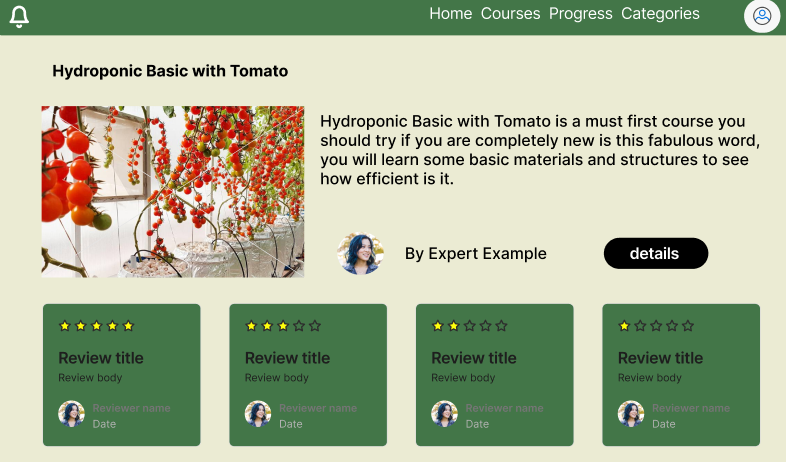 Home Courses Progress Categories
Hydroponic Basic with Tomato
Hydroponic Basic with Tomato is a must first course you
should try if you are completely new is this fabulous word,
you will learn some basic materials and structures to see
how efficient is it.
By Expert Example
details
Review title
Review body
Reviewer name
Date
Review title
Review body
Reviewer name
Date
Review title
Review body
Reviewer name
Date
Review title
Review body
Reviewer name
Date